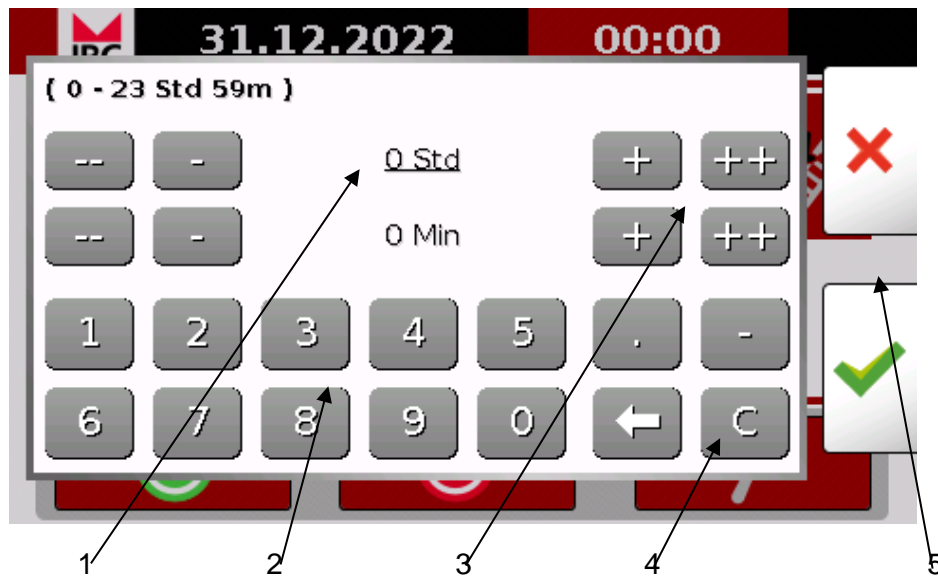 31.12.2022 00:00
( 0 - 23 Std 59m )
-- - 0 Std + ++
-- - 0 Min + ++
1 2 3 4 5 . -
6 7 8 9 0 C
1 2 3 4 5